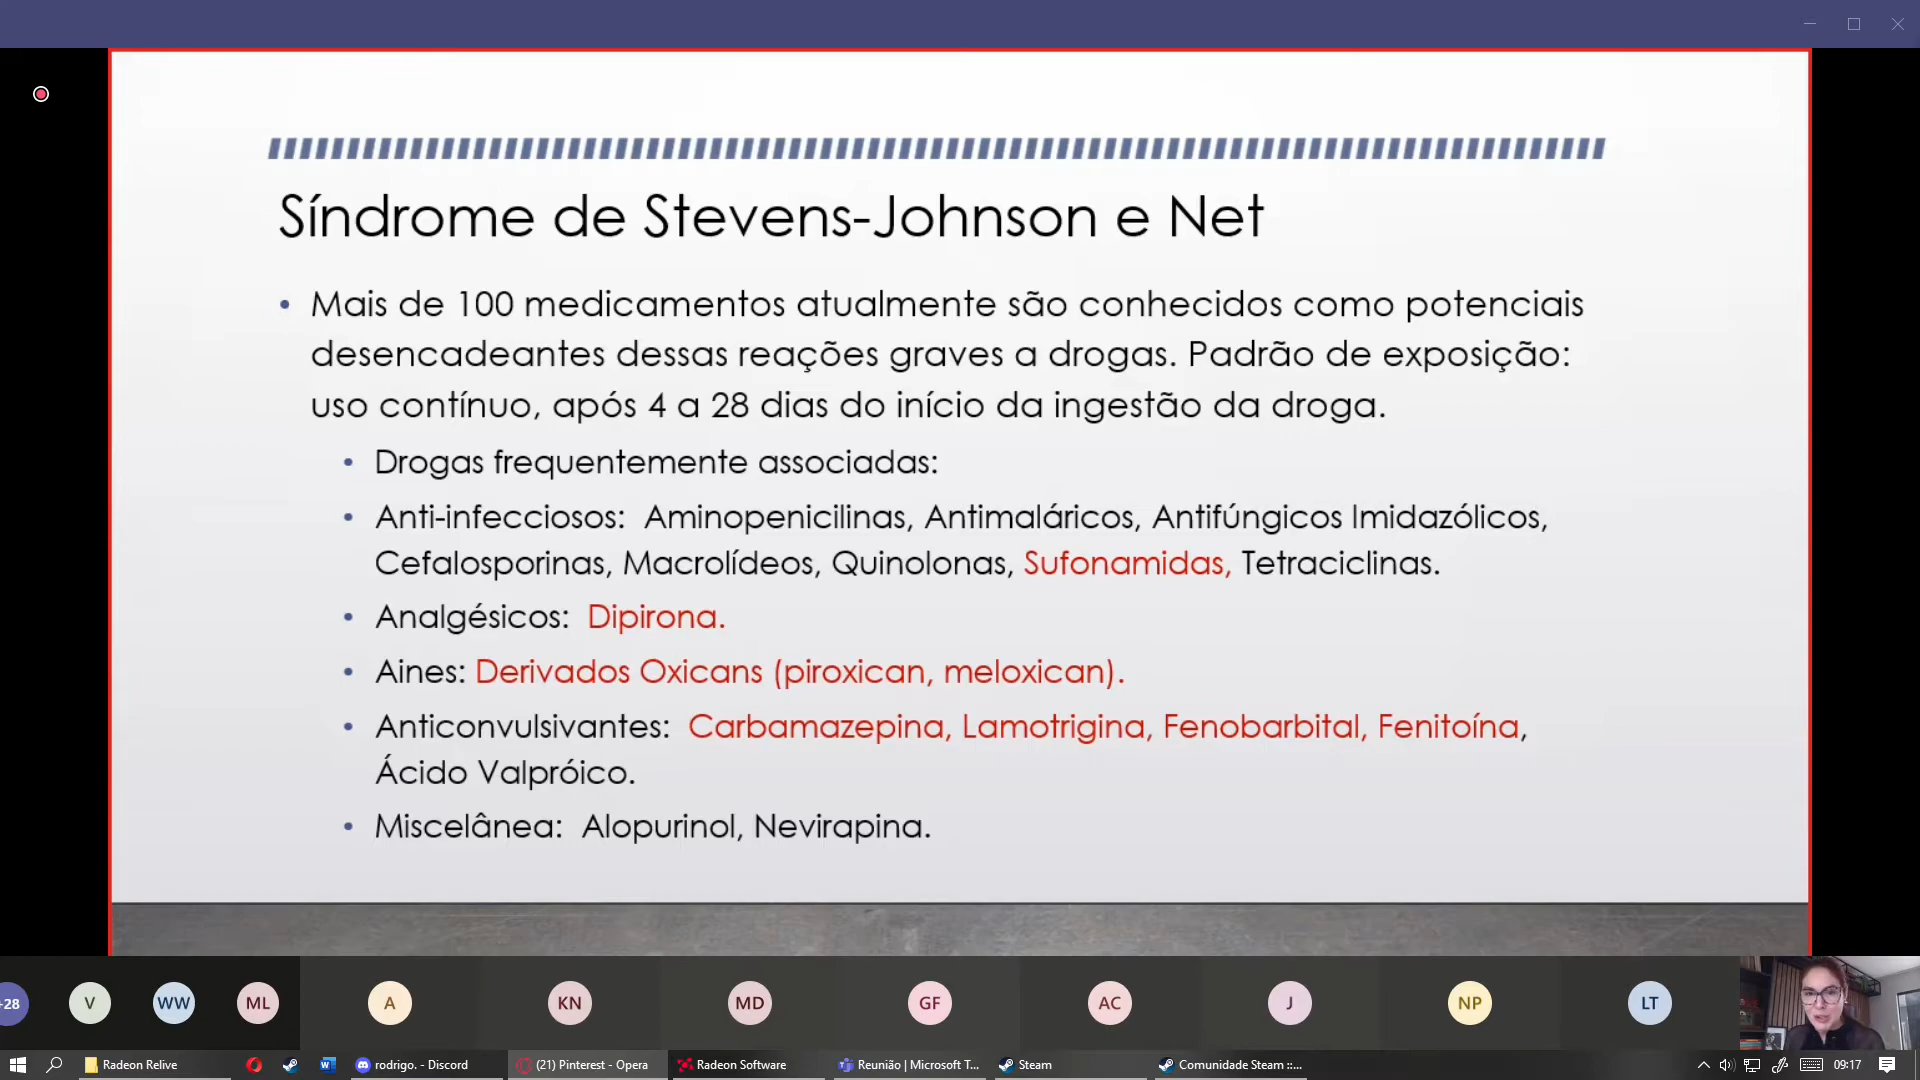 Síndrome de Stevens-Johnson e Net
• Mais de 100 medicamentos atualmente são conhecidos como potenciais
desencadeantes dessas reações graves a drogas. Padrão de exposição:
uso contínuo, após 4 a 28 dias do início da ingestão da droga.
• Drogas frequentemente associadas:
• Anti-infecciosos: Aminopenicilinas, Antimaláricos, Antifúngicos Imidazólicos,
Cefalosporinas, Macrolídeos, Quinolonas, Sufonamidas, Tetraciclinas.
• Analgésicos: Dipirona.
• Aines: Derivados Oxicans (piroxican, meloxican).
• Anticonvulsivantes: Carbamazepina, Lamotrigina, Fenobarbital, Fenitoína,
Ácido Valpróico.
• Miscelânea: Alopurinol, Nevirapina.
+28 V WW ML A KN MD GF AC J NP LT
Radeon Relive rodrigo. - Discord (21) Pinterest - Opera Radeon Software Reunião | Microsoft T... Steam Comunidade Steam ::... 09:17